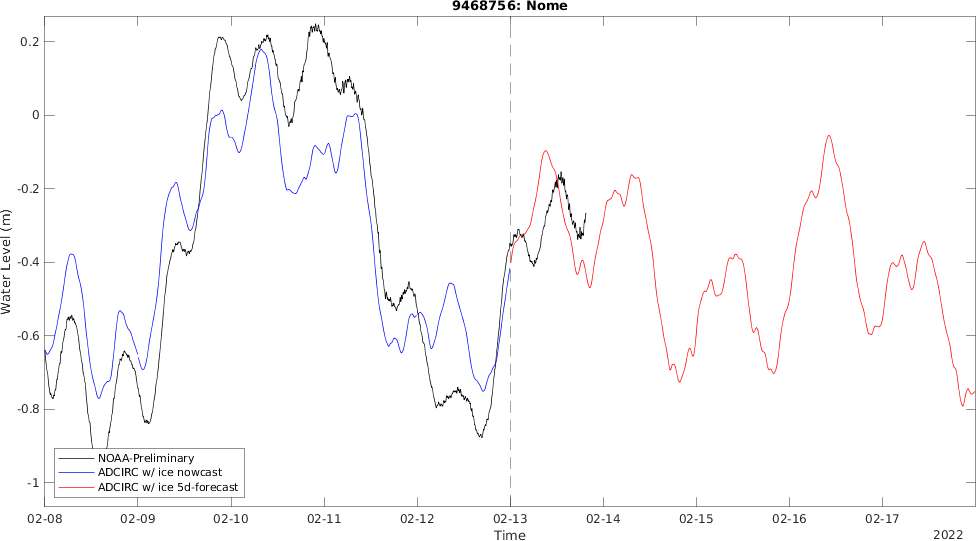 9468756: Nome
0.2
0
-0.2
-0.4
-0.6
-0.8
-1
Water Level (m)
NOAA-Preliminary
ADCIRC w/ ice nowcast
ADCIRC w/ ice 5d-forecast
02-08 02-09 02-10 02-11 02-12 02-13 02-14 02-15 02-16 02-17
Time
2022